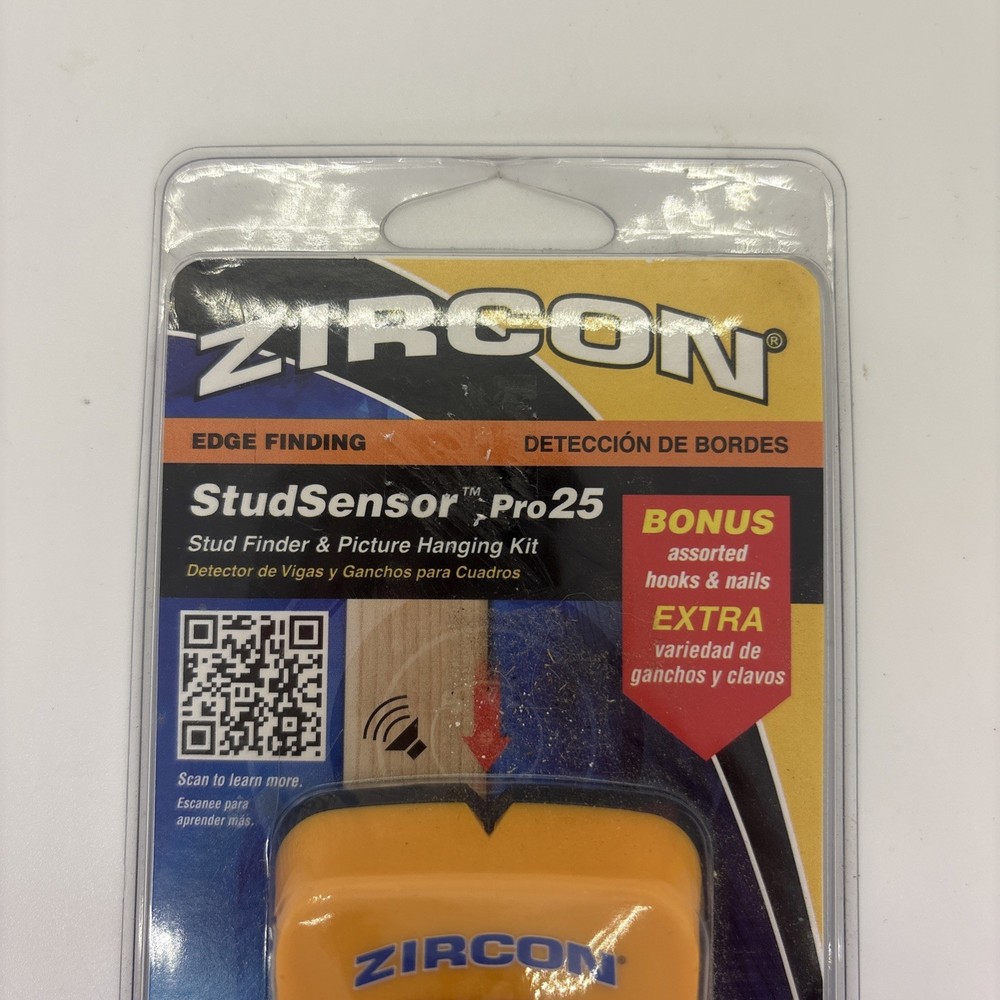 ZIRCON®
EDGE FINDING
DETECCIÓN DE BORDES
StudSensor™ Pro25
Stud Finder & Picture Hanging Kit
Detector de Vigas y Ganchos para Cuadros
BONUS
assorted
hooks & nails
EXTRA
variedad de
ganchos y clavos
Scan to learn more.
Escanee para
aprender más.
ZIRCON®